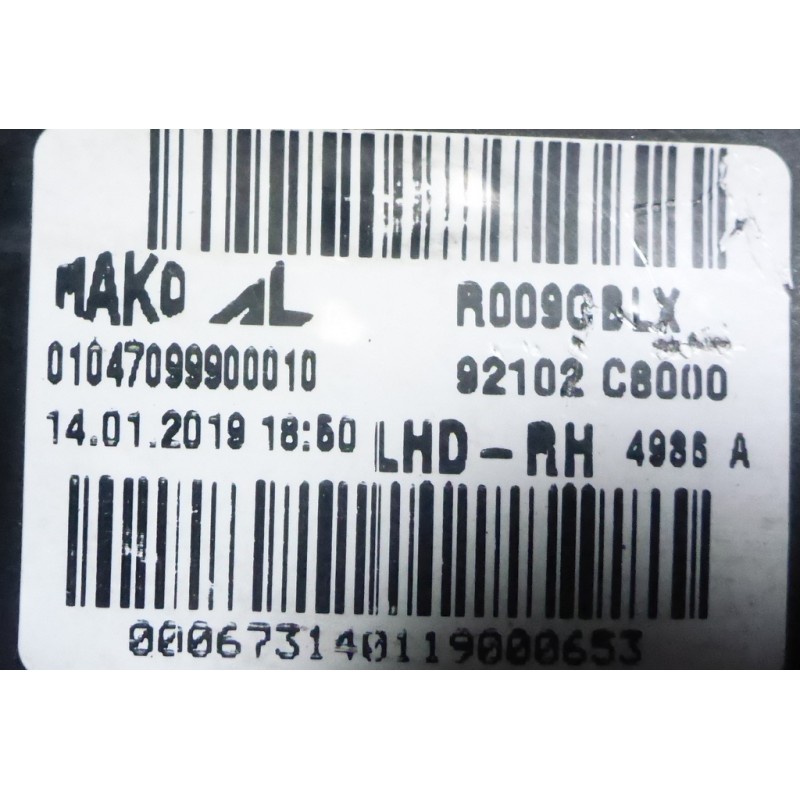 MAKO AL R009GBLX
01047099900010 92102 C8000
14.01.2019 18:50 LHD-RH 4986 A
000673140119000653